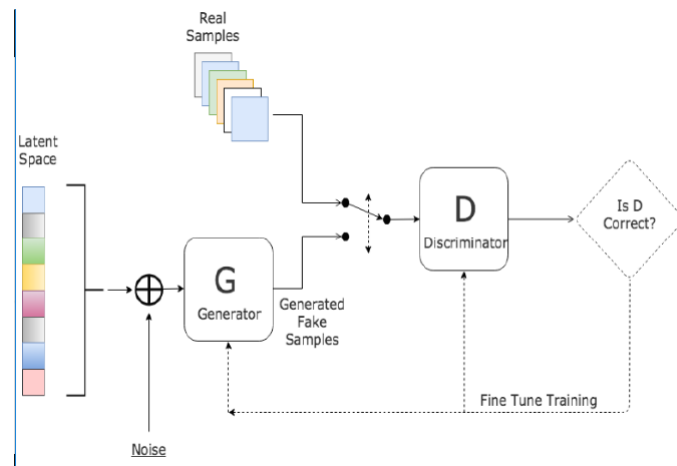 Real
Samples
Latent
Space
G
Generator
Generated
Fake
Samples
D
Discriminator
Is D
Correct?
Fine Tune Training
Noise